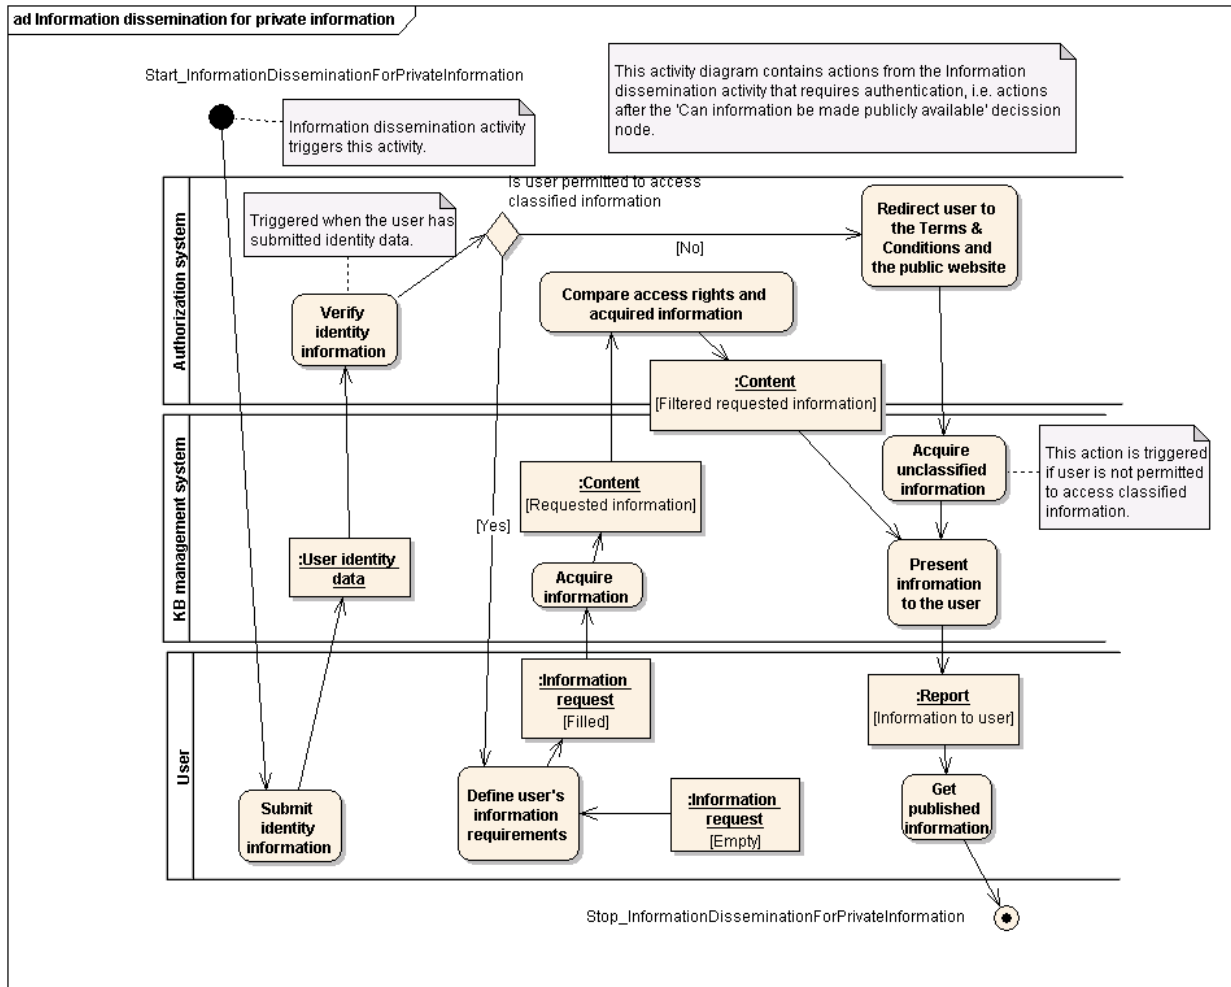 ad Information dissemination for private information
Start_InformationDisseminationForPrivateInformation
Information dissemination activity
triggers this activity.
This activity diagram contains actions from the Information
dissemination activity that requires authentication, i.e. actions
after the 'Can information be made publicly available' decission
node.
Authorization system
Triggered when the user has
submitted identity data.
Is user permitted to access
classified information
[No]
Redirect user to
the Terms &
Conditions and
the public website
Verify
identity
information
Compare access rights and
acquired information
:Content
[Filtered requested information]
KB management system
:Content
[Requested information]
[Yes]
Acquire
unclassified
information
This action is triggered
if user is not permitted
to access classified
information.
:User identity
data
Acquire
information
Present
infromation
to the user
User
:Information
request
[Filled]
:Report
[Information to user]
Submit
identity
information
Define user's
information
requirements
:Information
request
[Empty]
Get
published
information
Stop_InformationDisseminationForPrivateInformation